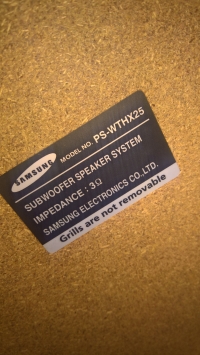 SAMSUNG
MODEL NO. PS-WTHX25
SUBWOOFER SPEAKER SYSTEM
IMPEDANCE : 3Ω
SAMSUNG ELECTRONICS CO.,LTD.
Grills are not removable